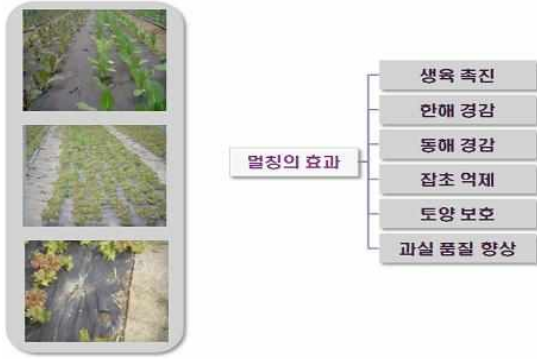 멀칭의 효과
생육 촉진
한해 경감
동해 경감
잡초 억제
토양 보호
과실 품질 향상